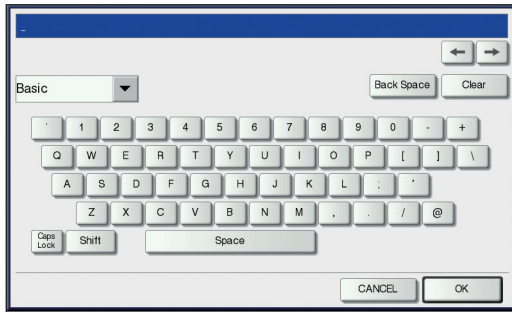 _
Basic
Back Space Clear
` 1 2 3 4 5 6 7 8 9 0 - +
Q W E R T Y U I O P [ ] \
A S D F G H J K L ; '
Z X C V B N M , . / @
Caps Lock Shift Space
CANCEL OK